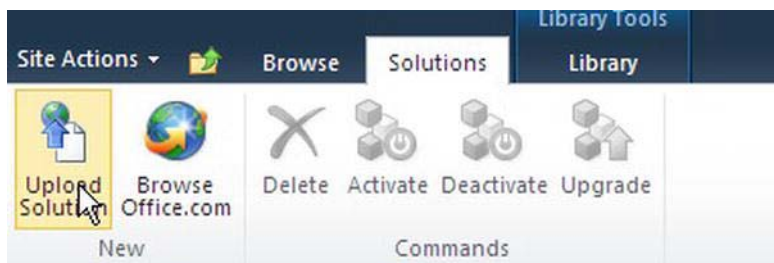 Library Tools
Site Actions Browse Solutions Library
Upload Solution Browse Office.com Delete Activate Deactivate Upgrade
New Commands